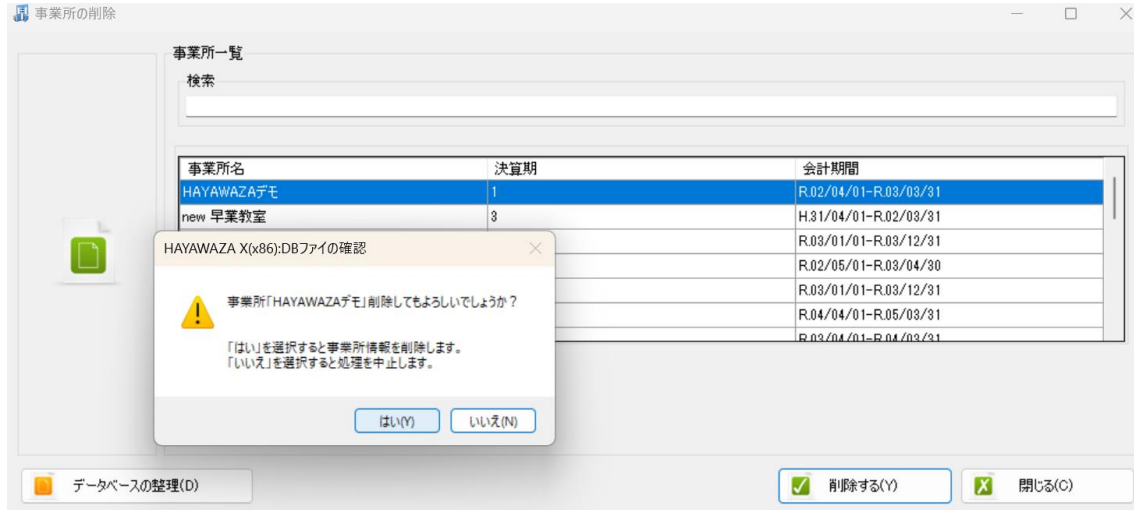 事業所の削除
事業所一覧
検索
事業所名 決算期 会計期間
HAYAWAZAデモ 1 R.02/04/01-R.03/03/31
new 早業教室 3 H.31/04/01-R.02/03/31
R.03/01/01-R.03/12/31
R.02/05/01-R.03/04/30
R.03/01/01-R.03/12/31
R.04/04/01-R.05/03/31
R.03/04/01-R.04/03/31
HAYAWAZA X(x86):DBファイの確認
事業所「HAYAWAZAデモ」削除してもよろしいでしょうか？
「はい」を選択すると事業所情報を削除します。
「いいえ」を選択すると処理を中止します。
はい(Y) いいえ(N)
データベースの整理(D) 削除する(Y) 閉じる(C)